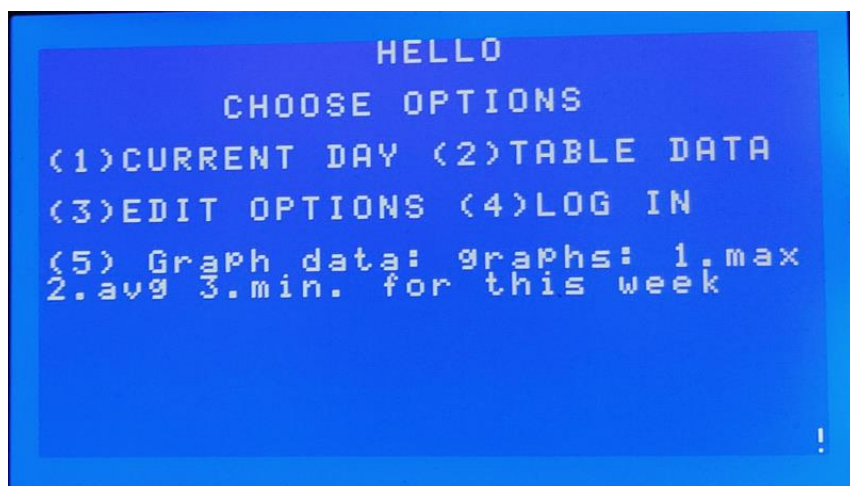 HELLO
CHOOSE OPTIONS
(1)CURRENT DAY (2)TABLE DATA
(3)EDIT OPTIONS (4)LOG IN
(5) Graph data: graphs: 1.max
2.avg 3.min. for this week
!